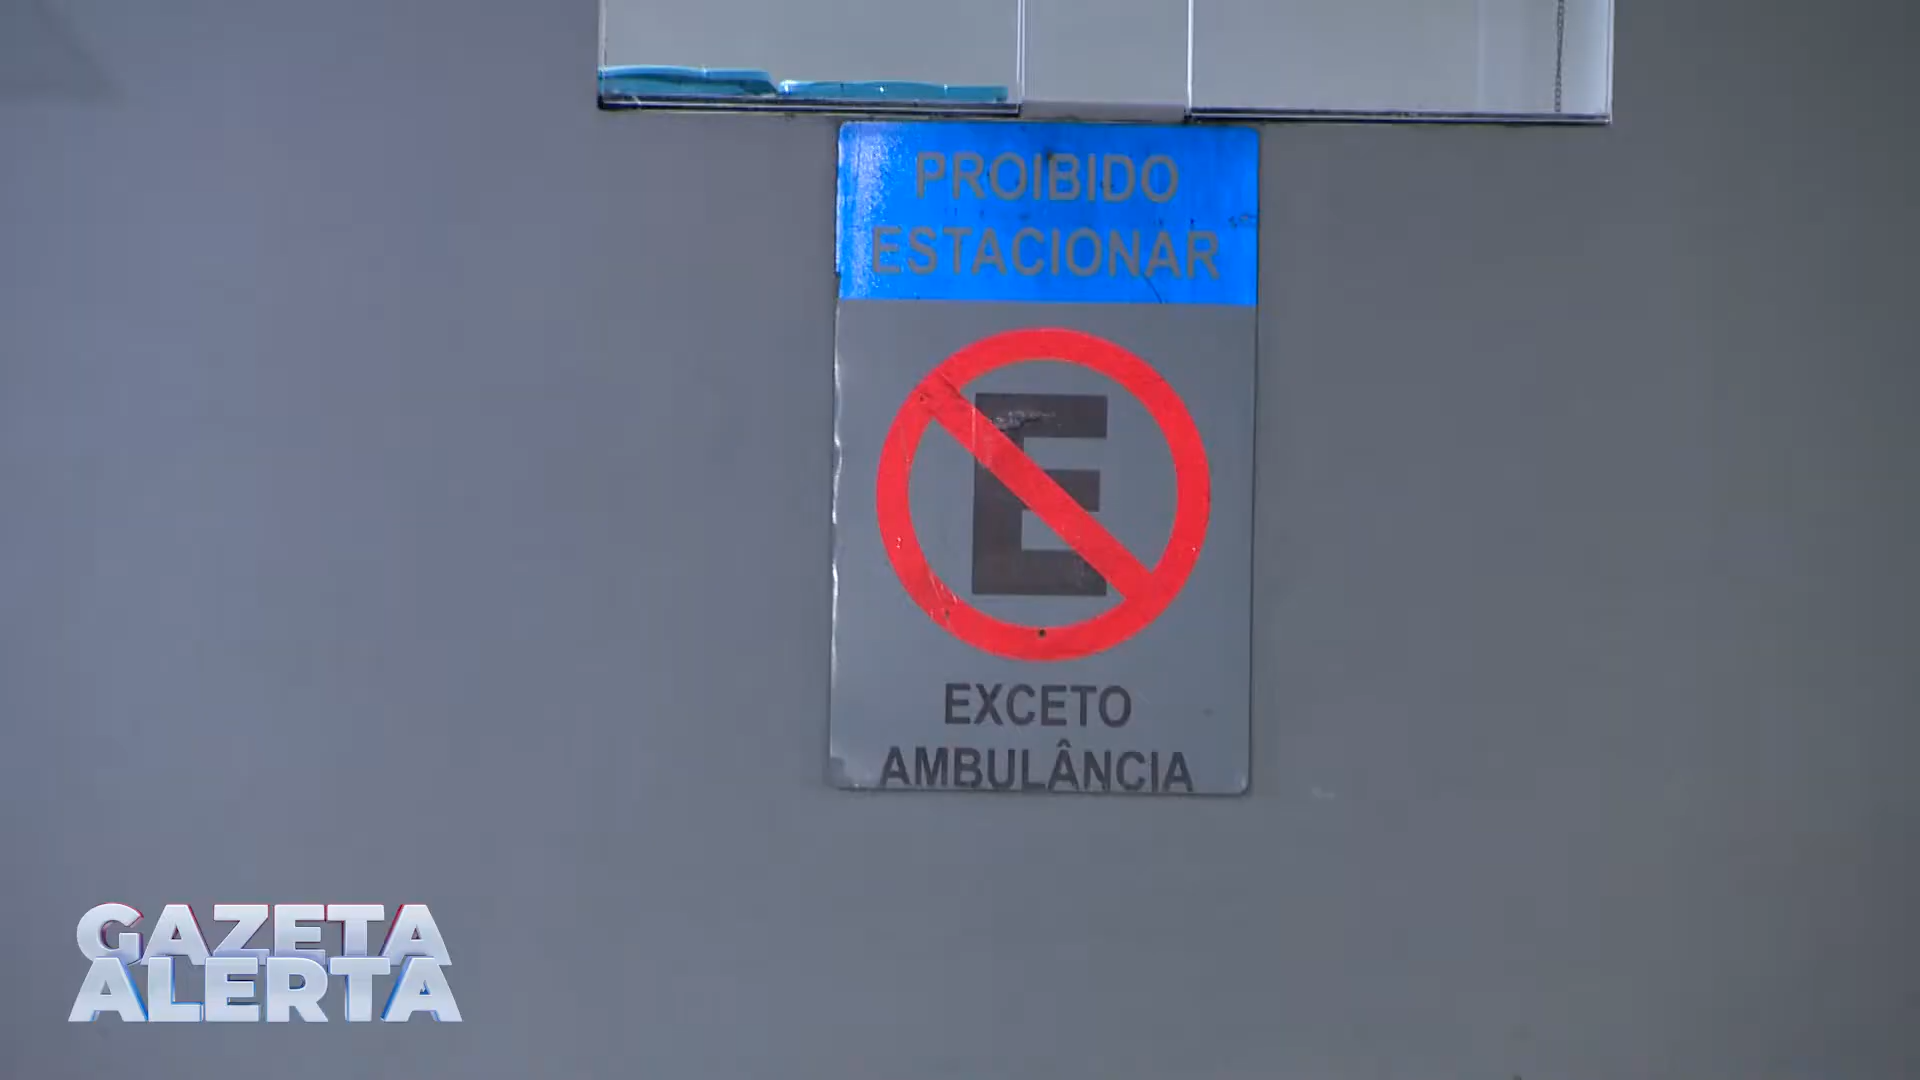 PROIBIDO
ESTACIONAR
E
EXCETO
AMBULÂNCIA
GAZETA
ALERTA